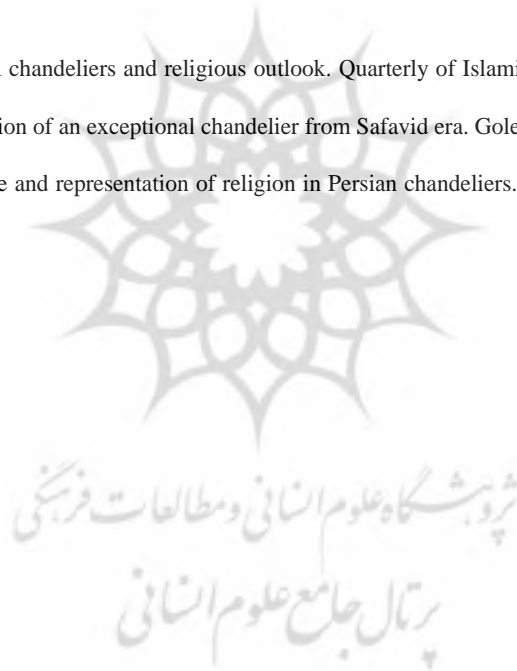 chandeliers and religious outlook. Quarterly of Islami
ion of an exceptional chandelier from Safavid era. Gole
e and representation of religion in Persian chandeliers.
پژوهشگاه علوم انسانی و مطالعات فرهنگی
پرتال جامع علوم انسانی